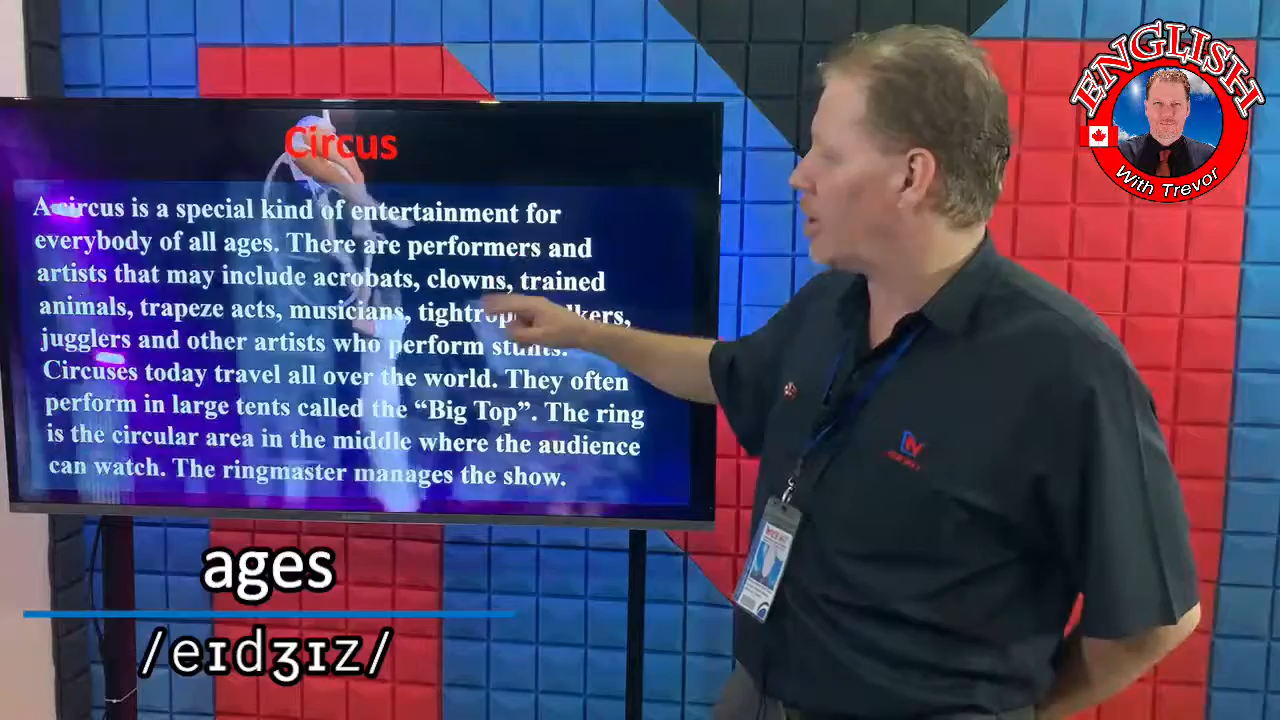 ENGLISH
With Trevor
Circus
A circus is a special kind of entertainment for
everybody of all ages. There are performers and
artists that may include acrobats, clowns, trained
animals, trapeze acts, musicians, tightrope walkers,
jugglers and other artists who perform stunts.
Circuses today travel all over the world. They often
perform in large tents called the “Big Top”. The ring
is the circular area in the middle where the audience
can watch. The ringmaster manages the show.
ages
/eɪdʒɪz/